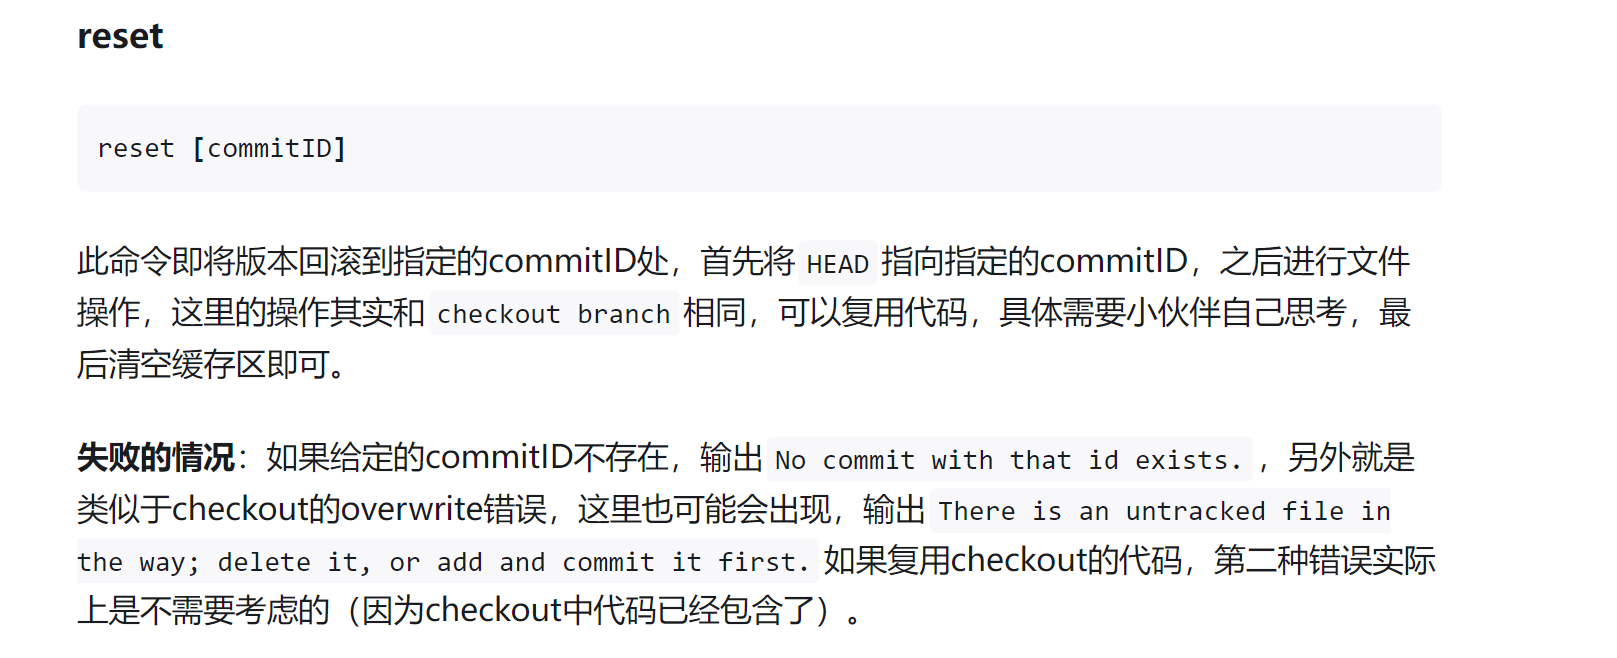 reset
reset [commitID]
此命令即将版本回滚到指定的commitID处，首先将 HEAD 指向指定的commitID，之后进行文件
操作，这里的操作其实和 checkout branch 相同，可以复用代码，具体需要小伙伴自己思考，最
后清空缓存区即可。
失败的情况：如果给定的commitID不存在，输出 No commit with that id exists. ，另外就是
类似于checkout的overwrite错误，这里也可能会出现，输出 There is an untracked file in
the way; delete it, or add and commit it first. 如果复用checkout的代码，第二种错误实际
上是不需要考虑的（因为checkout中代码已经包含了）。